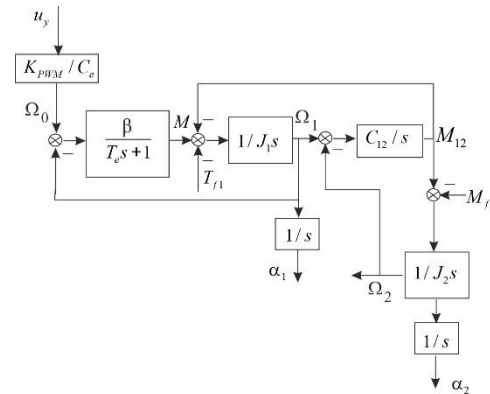 u_y
K_PWM / C_e
Ω_0
β
T_e s + 1
M
−
−
−
−
T_f1
1 / J_1 s
Ω_1
−
C_12 / s
M_12
−
M_f
1 / s
α_1
Ω_2
1 / J_2 s
1 / s
α_2